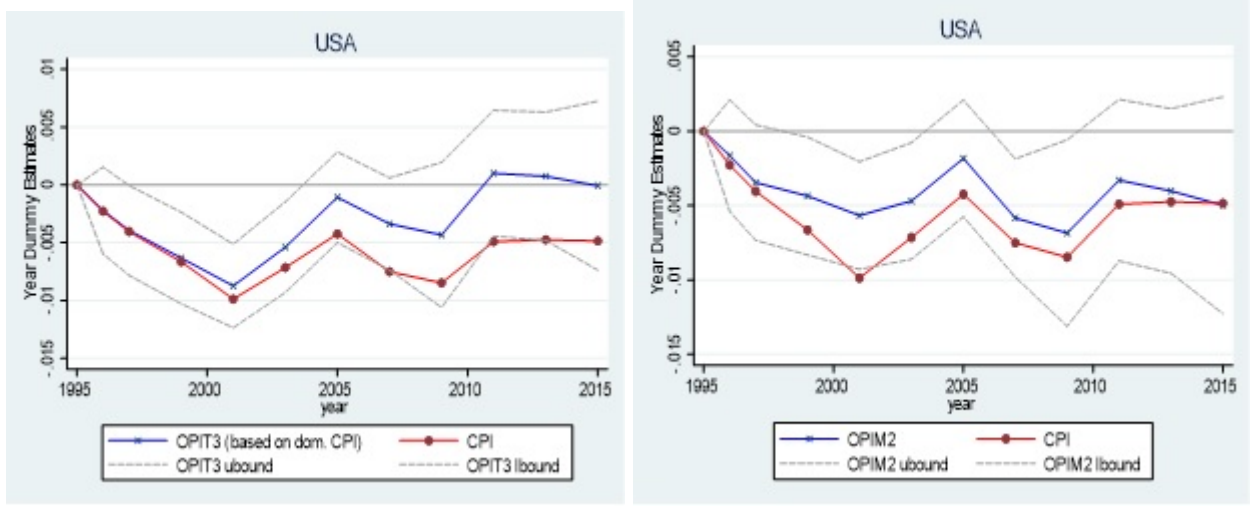 USA
Year Dummy Estimates
.01
.005
0
-.005
-.01
-.015
1995 2000 2005 2010 2015
year
OPIT3 (based on dom. CPI) CPI
OPIT3 ubound OPIT3 lbound
USA
Year Dummy Estimates
.005
0
-.005
-.01
-.015
1995 2000 2005 2010 2015
year
OPIM2 CPI
OPIM2 ubound OPIM2 lbound